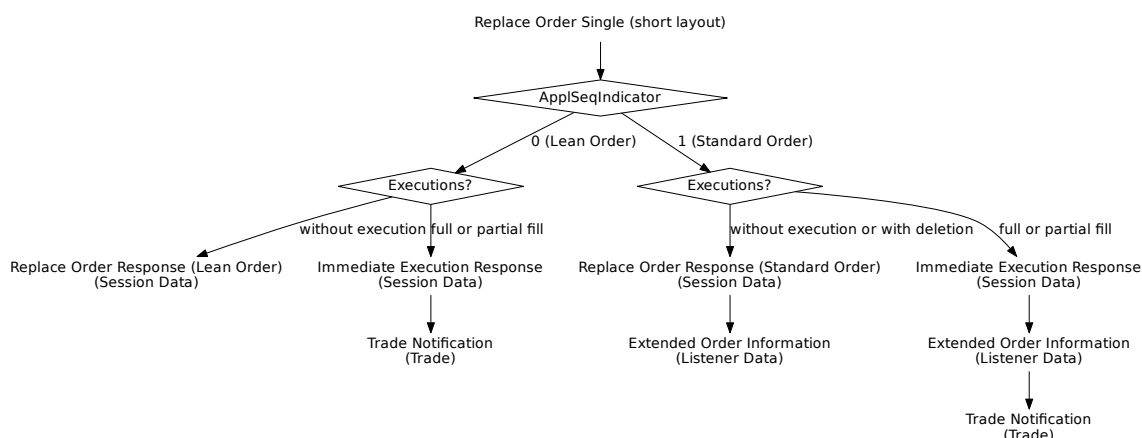 Replace Order Single (short layout)
ApplSeqIndicator
0 (Lean Order)
1 (Standard Order)
Executions?
Executions?
without execution
full or partial fill
without execution or with deletion
full or partial fill
Replace Order Response (Lean Order)
(Session Data)
Immediate Execution Response
(Session Data)
Replace Order Response (Standard Order)
(Session Data)
Immediate Execution Response
(Session Data)
Trade Notification
(Trade)
Extended Order Information
(Listener Data)
Extended Order Information
(Listener Data)
Trade Notification
(Trade)